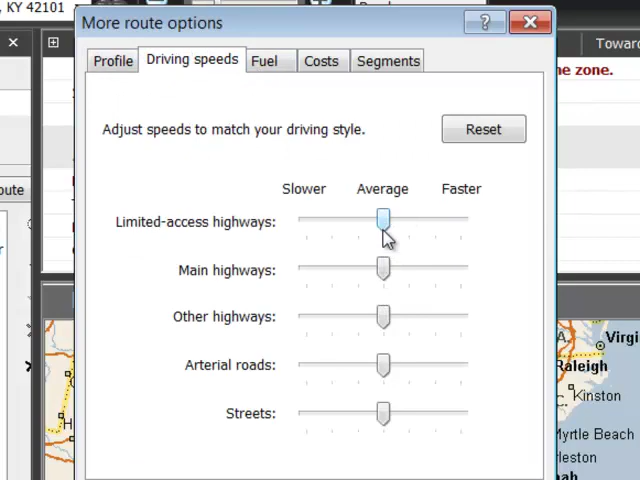 , KY 42101
More route options
?
Towar
ne zone.
Profile
Driving speeds
Fuel
Costs
Segments
Adjust speeds to match your driving style.
Reset
Slower
Average
Faster
oute
Limited-access highways:
Main highways:
Other highways:
Arterial roads:
Streets:
A.
Virgi
Raleigh
C.
Kinston
Myrtle Beach
rleston
ah
H